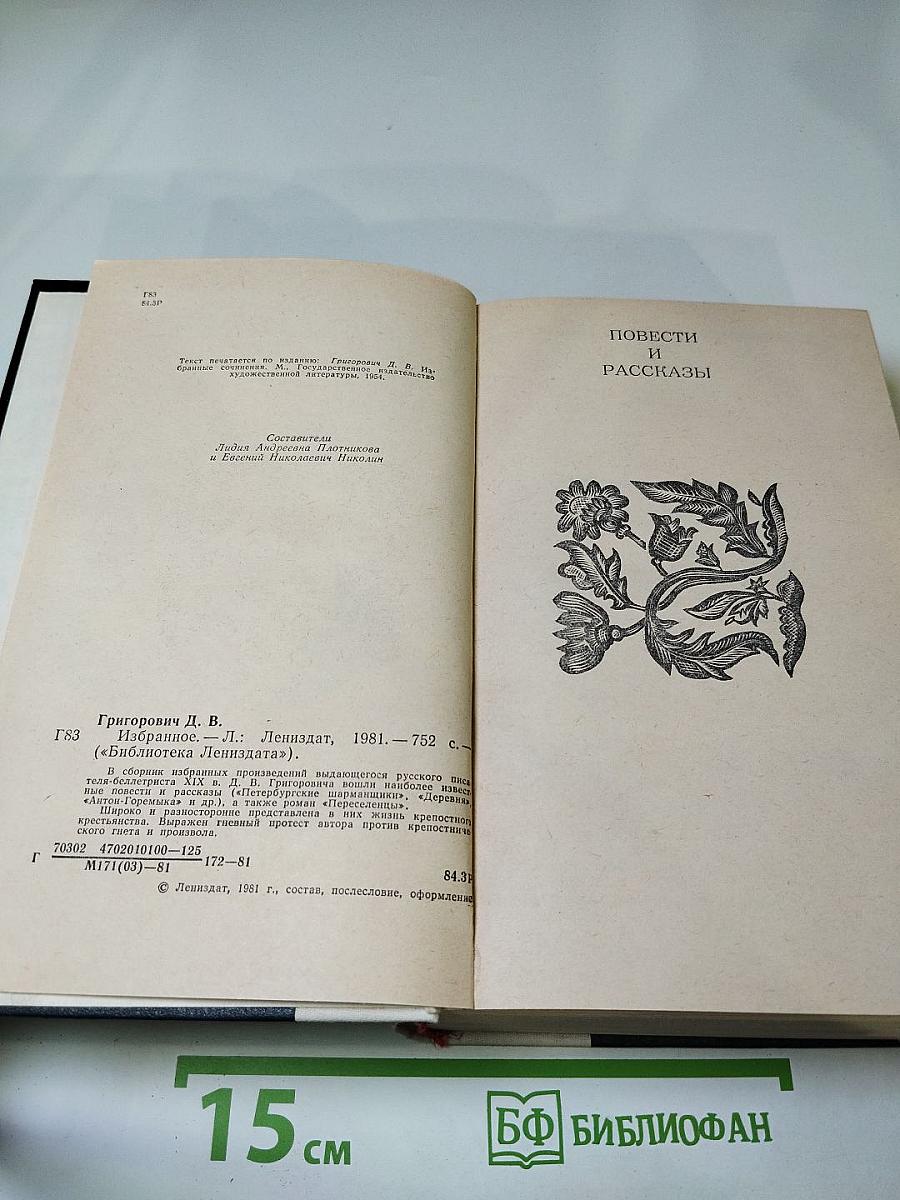 Г83
84.3Р
Текст печатается по изданию: Григорович Д. В. Из-
бранные сочинения. М., Государственное издательство
художественной литературы, 1954.
Составители
Лидия Андреевна Плотникова
и Евгений Николаевич Николин
Григорович Д. В.
Г83 Избранное. — Л.: Лениздат, 1981. — 752 с. —
(«Библиотека Лениздата»).
В сборник избранных произведений выдающегося русского писа
теля-беллетриста XIX в. Д. В. Григоровича вошли наиболее извест
ные повести и рассказы («Петербургские шарманщики», «Деревня»,
«Антон-Горемыка» и др.), а также роман «Переселенцы».
Широко и разносторонне представлена в них жизнь крепостного
крестьянства. Выражен гневный протест автора против крепостниче
ского гнета и произвола.
Г 70302 4702010100—125
М171(03)—81 172—81
84.3Р
© Лениздат, 1981 г., состав, послесловие, оформление
ПОВЕСТИ
И
РАССКАЗЫ
15 см
БФ БИБЛИОФАН